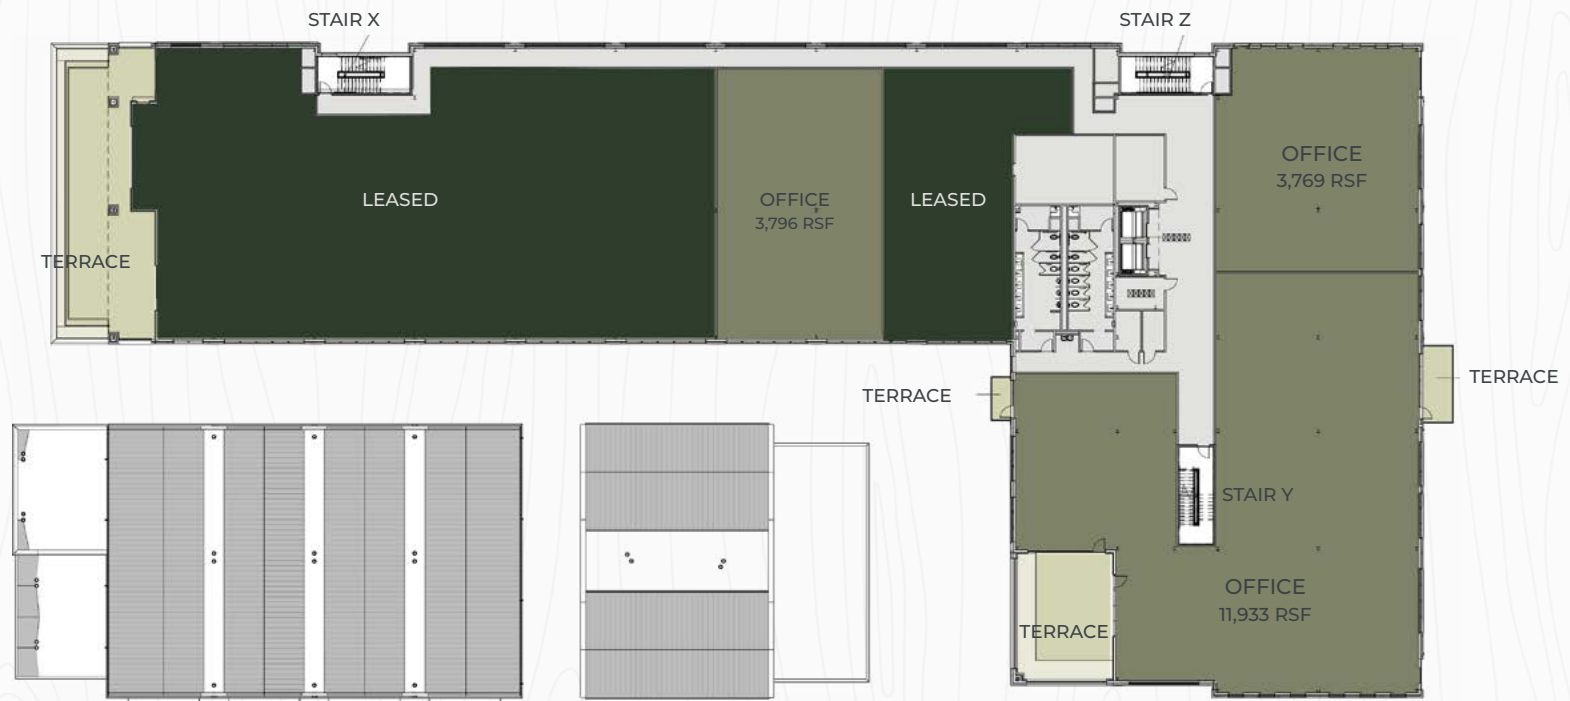 STAIR X
STAIR Z
OFFICE
3,769 RSF
LEASED
OFFICE
3,796 RSF
LEASED
TERRACE
TERRACE
TERRACE
STAIR Y
OFFICE
11,933 RSF
TERRACE